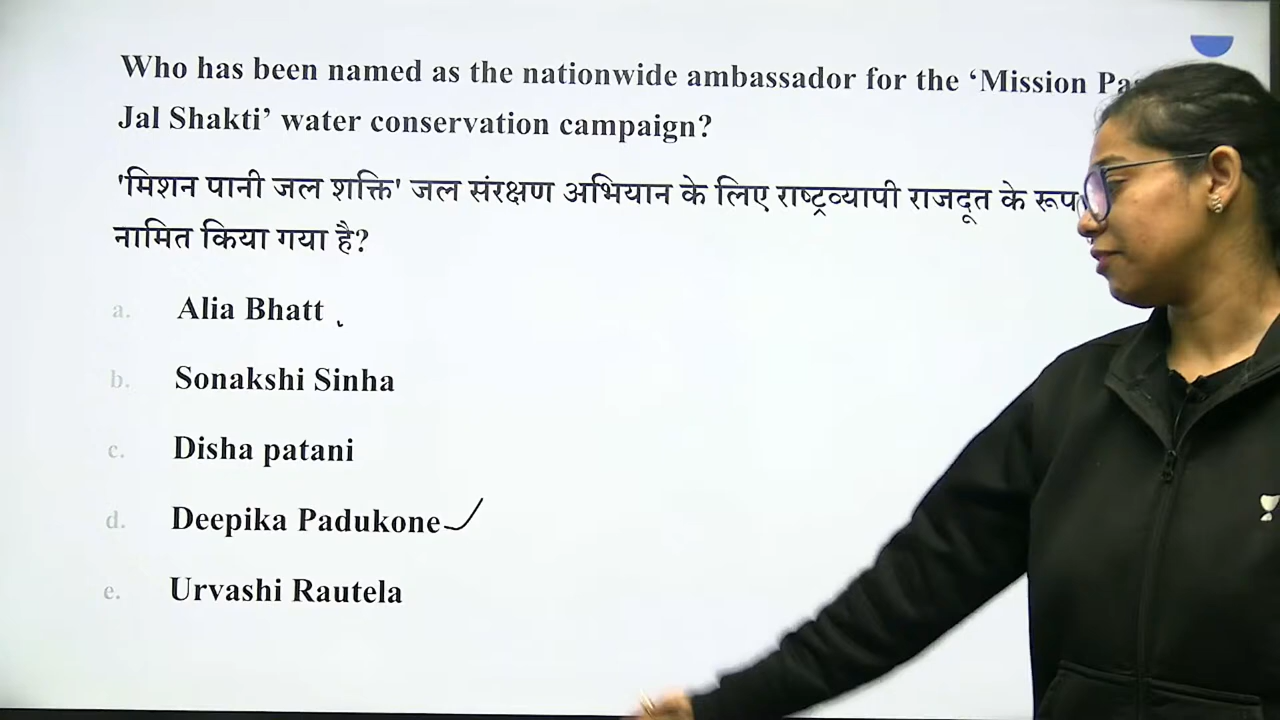 Who has been named as the nationwide ambassador for the ‘Mission
Jal Shakti’ water conservation campaign?
'मिशन पानी जल शक्ति' जल संरक्षण अभियान के लिए राष्ट्रव्यापी राजदूत के रूप
नामित किया गया है?
a. Alia Bhatt
b. Sonakshi Sinha
c. Disha patani
d. Deepika Padukone
e. Urvashi Rautela